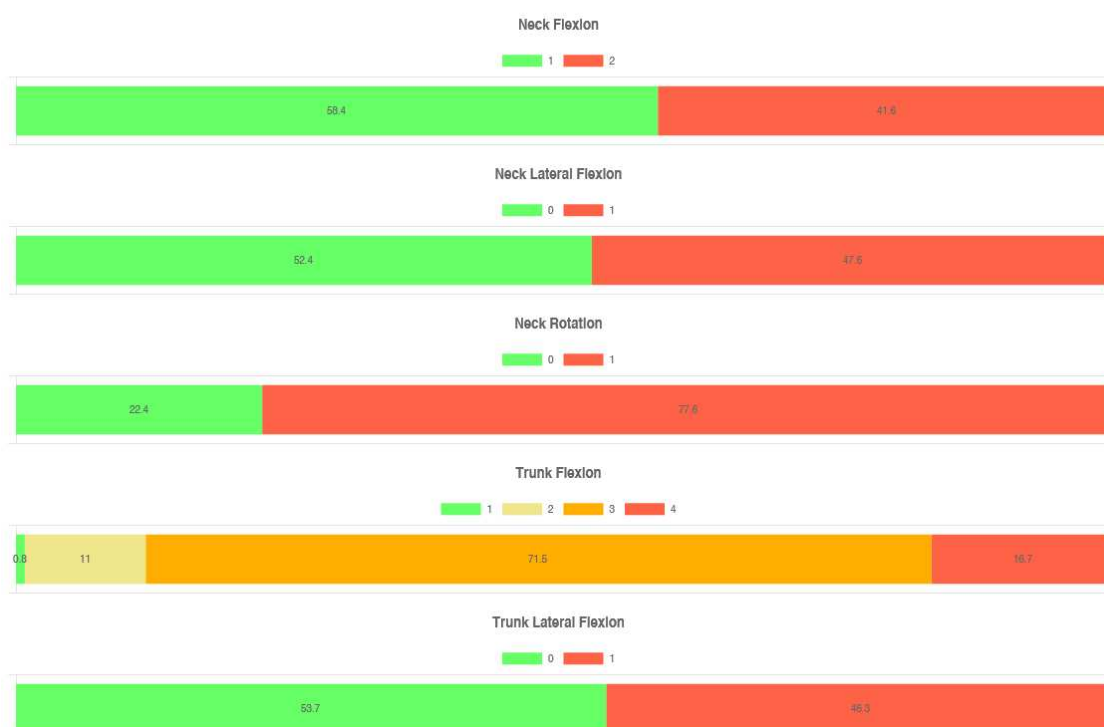 Neck Flexion
1 2
58.4 41.6
Neck Lateral Flexion
0 1
52.4 47.6
Neck Rotation
0 1
22.4 77.6
Trunk Flexion
1 2 3 4
0.8 11 71.5 16.7
Trunk Lateral Flexion
0 1
53.7 46.3